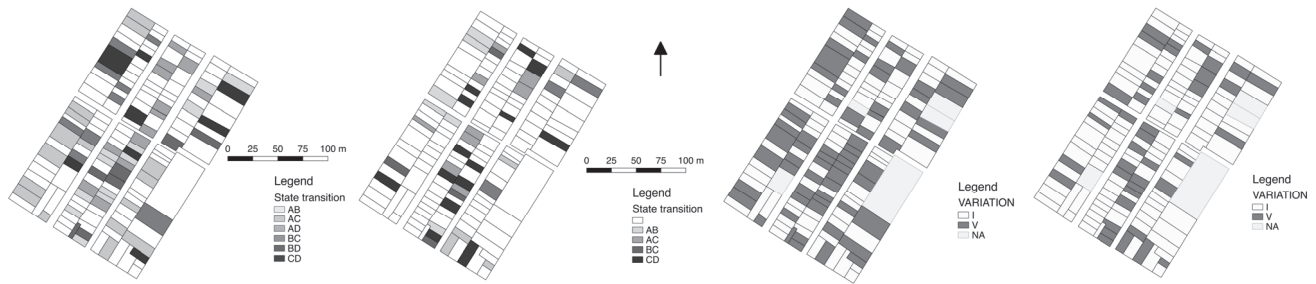 0 25 50 75 100 m
Legend
State transition
AB
AC
AD
BC
BD
CD
0 25 50 75 100 m
Legend
State transition
AB
AC
BC
CD
Legend
VARIATION
I
V
NA
Legend
VARIATION
I
V
NA